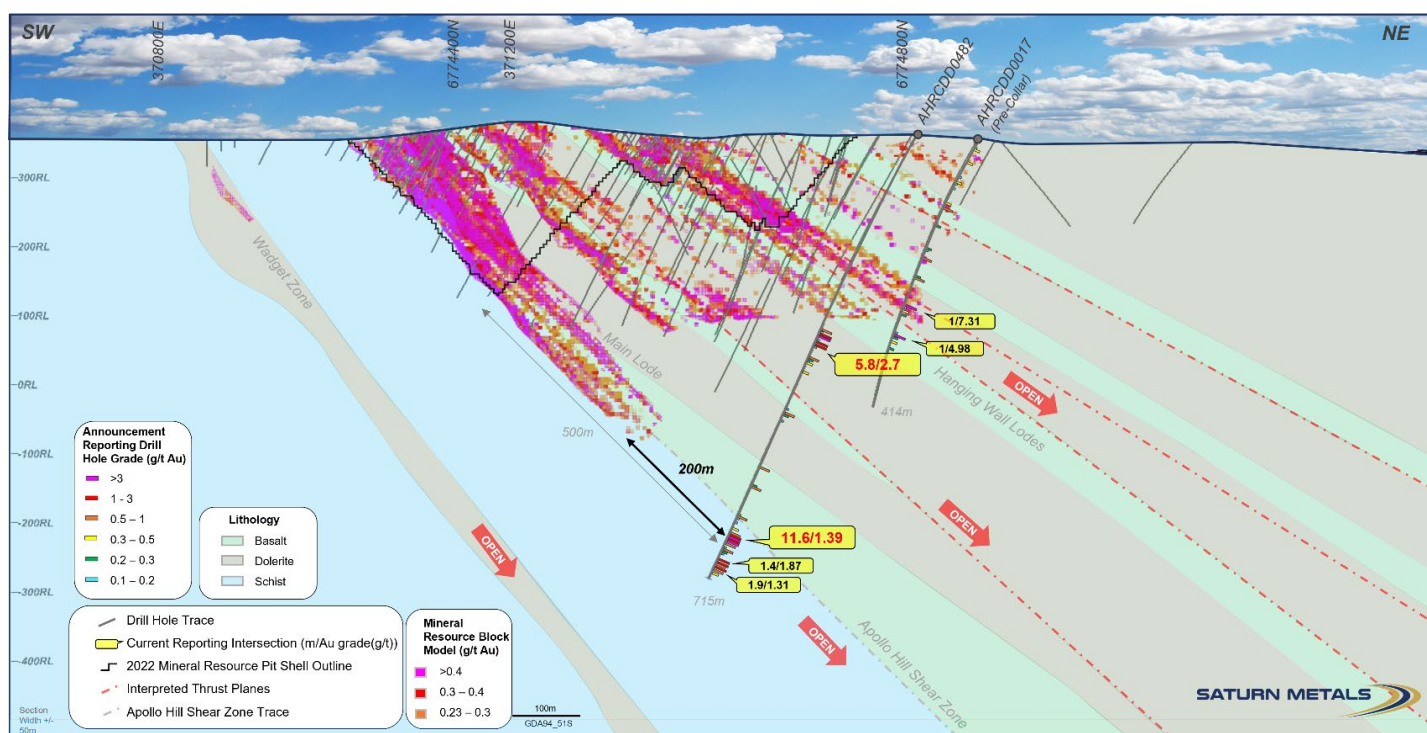 SW
NE
370800E
6774400N
371200E
6774800N
AHRCDD0482
AHRCDD0017
(Pre-Collar)
300RL
200RL
100RL
0RL
-100RL
-200RL
-300RL
-400RL
Wadget Zone
Main Lode
Hanging Wall Lodes
Apollo Hill Shear Zone
1/7.31
1/4.98
5.8/2.7
414m
500m
200m
11.6/1.39
1.4/1.87
1.9/1.31
715m
OPEN
OPEN
OPEN
OPEN
Announcement
Reporting Drill
Hole Grade (g/t Au)
>3
1 - 3
0.5 – 1
0.3 – 0.5
0.2 – 0.3
0.1 – 0.2
Lithology
Basalt
Dolerite
Schist
Drill Hole Trace
Current Reporting Intersection (m/Au grade(g/t))
2022 Mineral Resource Pit Shell Outline
Interpreted Thrust Planes
Apollo Hill Shear Zone Trace
Mineral
Resource Block
Model (g/t Au)
>0.4
0.3 – 0.4
0.23 – 0.3
Section
Width +/-
50m
100m
GDA94_51S
SATURN METALS